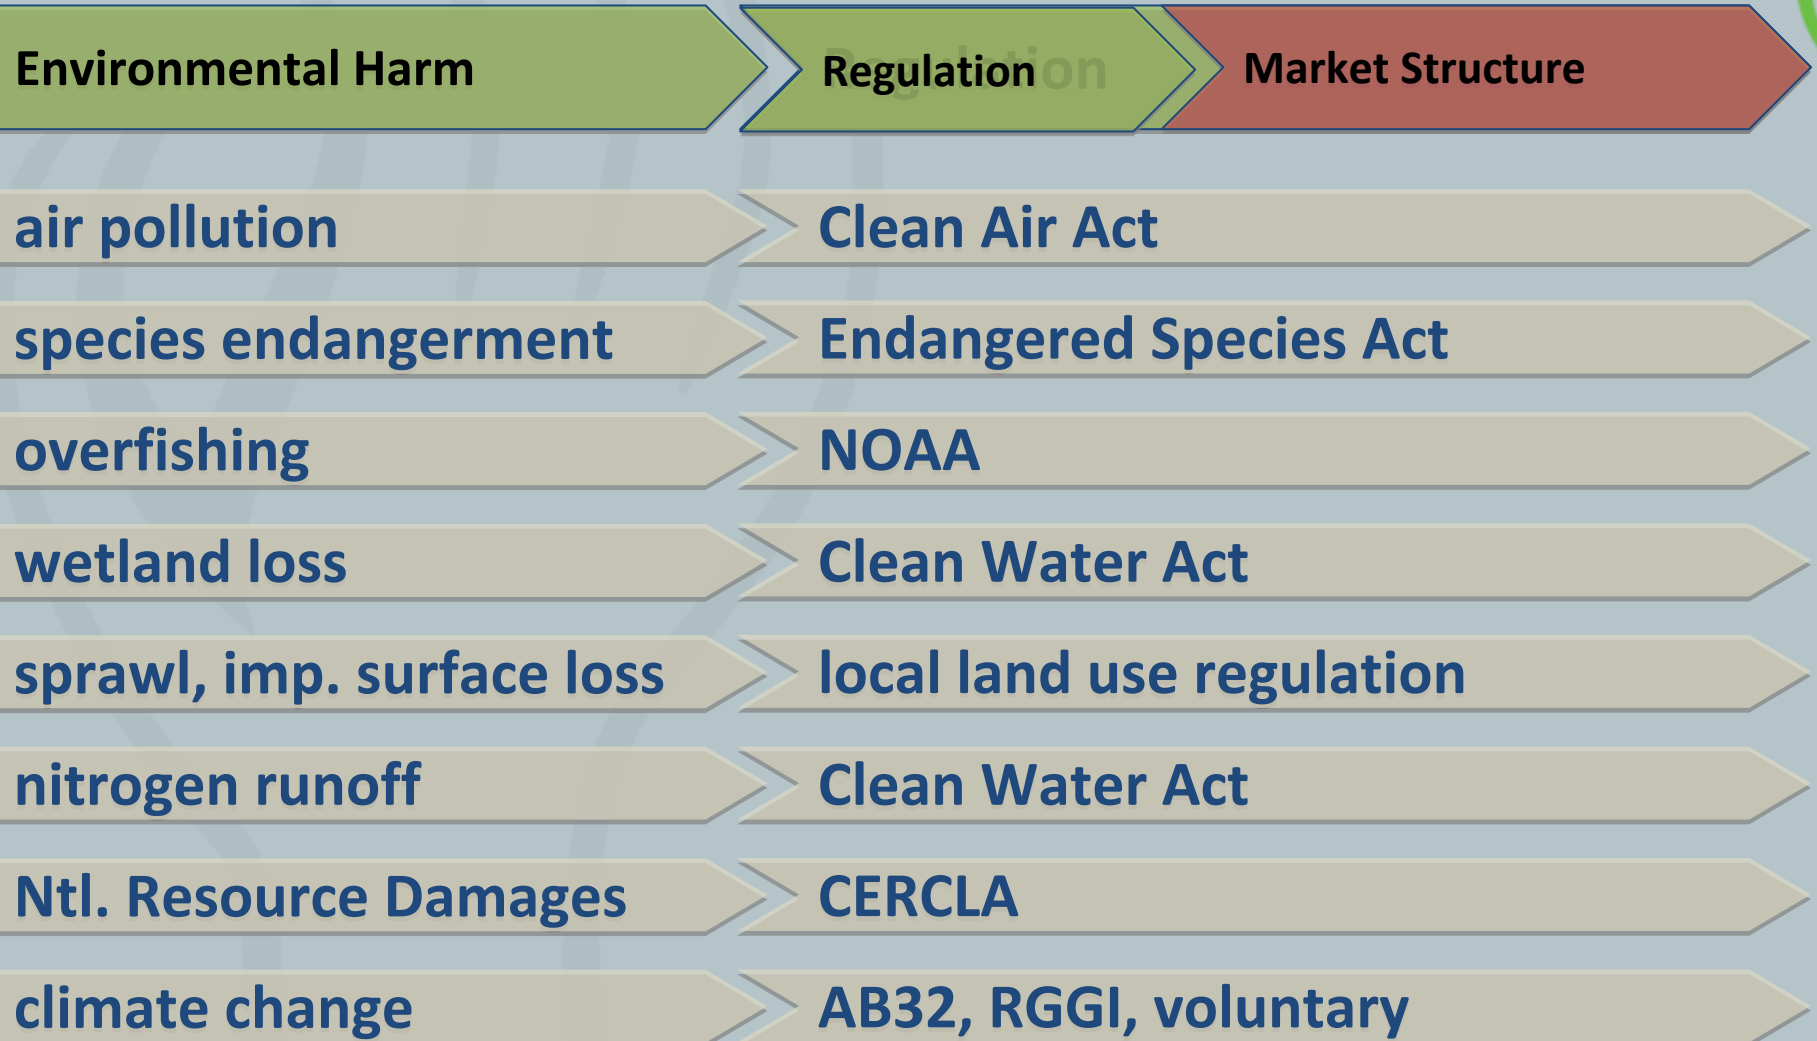 Environmental Harm
Regulation
Regulation
Market Structure
air pollution
Clean Air Act
species endangerment
Endangered Species Act
overfishing
NOAA
wetland loss
Clean Water Act
sprawl, imp. surface loss
local land use regulation
nitrogen runoff
Clean Water Act
Ntl. Resource Damages
CERCLA
climate change
AB32, RGGI, voluntary